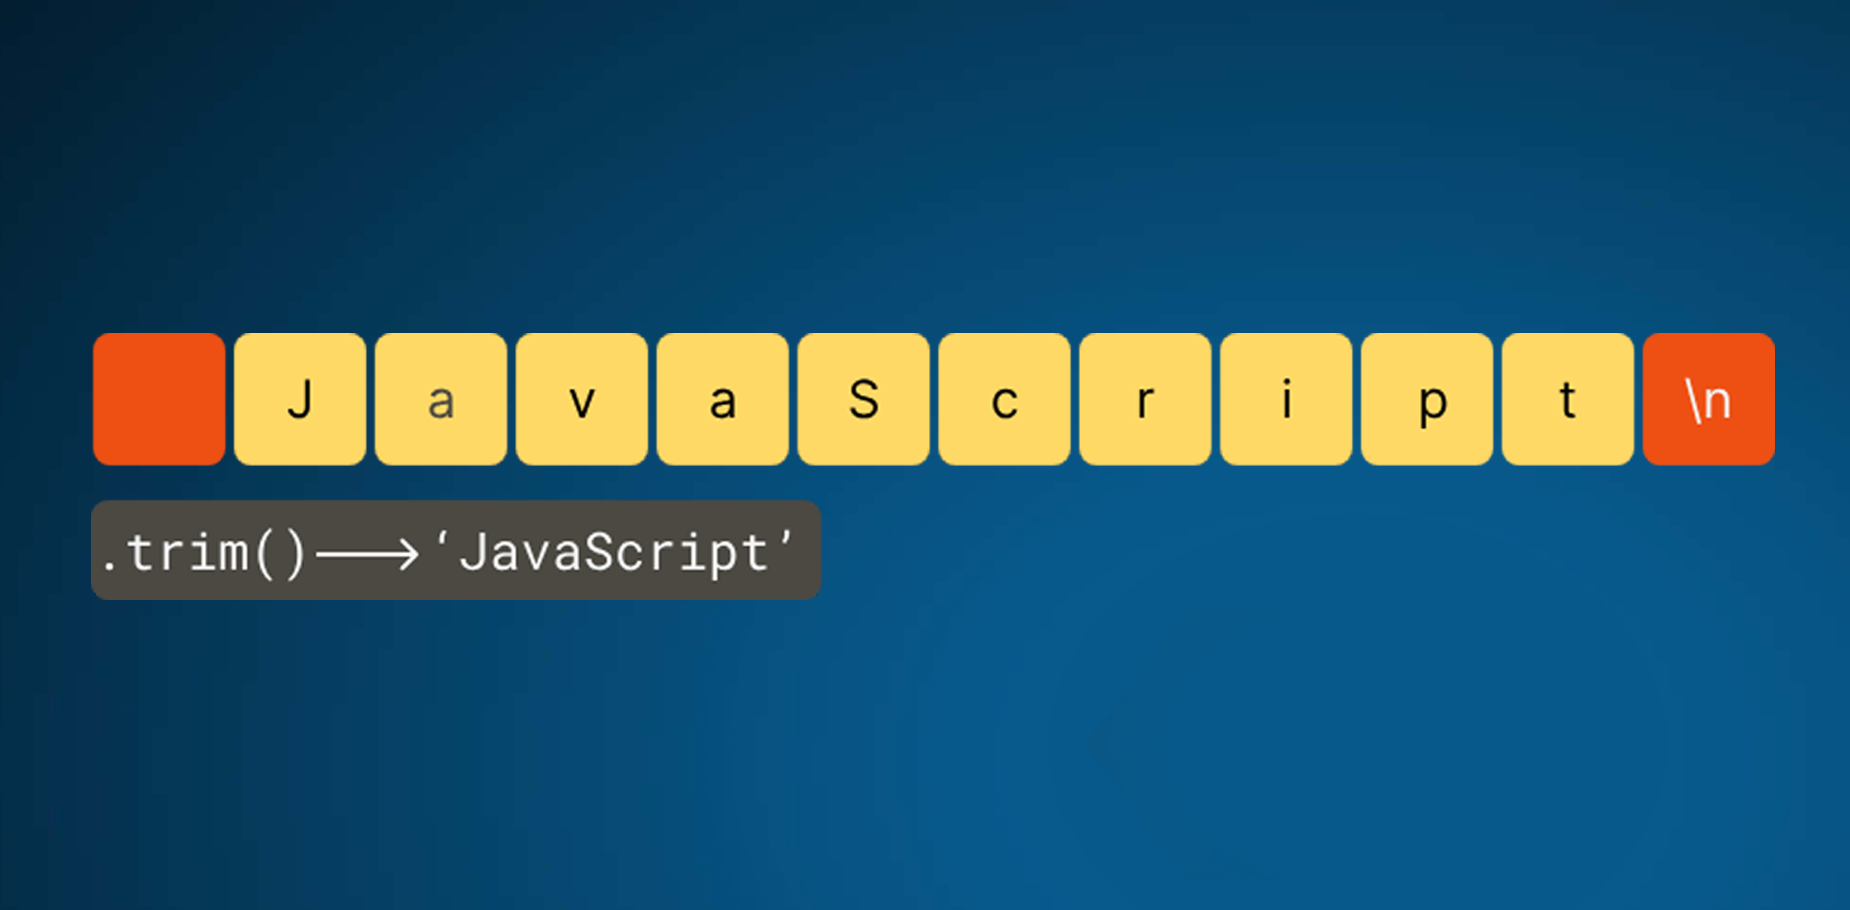 J a v a S c r i p t \n
.trim()⟶‘JavaScript’